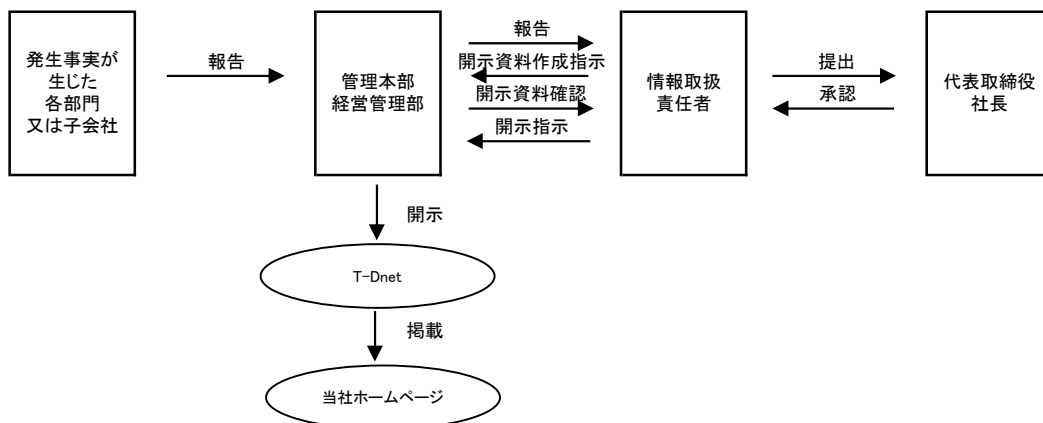 発生事実が
生じた
各部門
又は子会社
報告
管理本部
経営管理部
報告
開示資料作成指示
開示資料確認
開示指示
情報取扱
責任者
提出
承認
代表取締役
社長
開示
T-Dnet
掲載
当社ホームページ